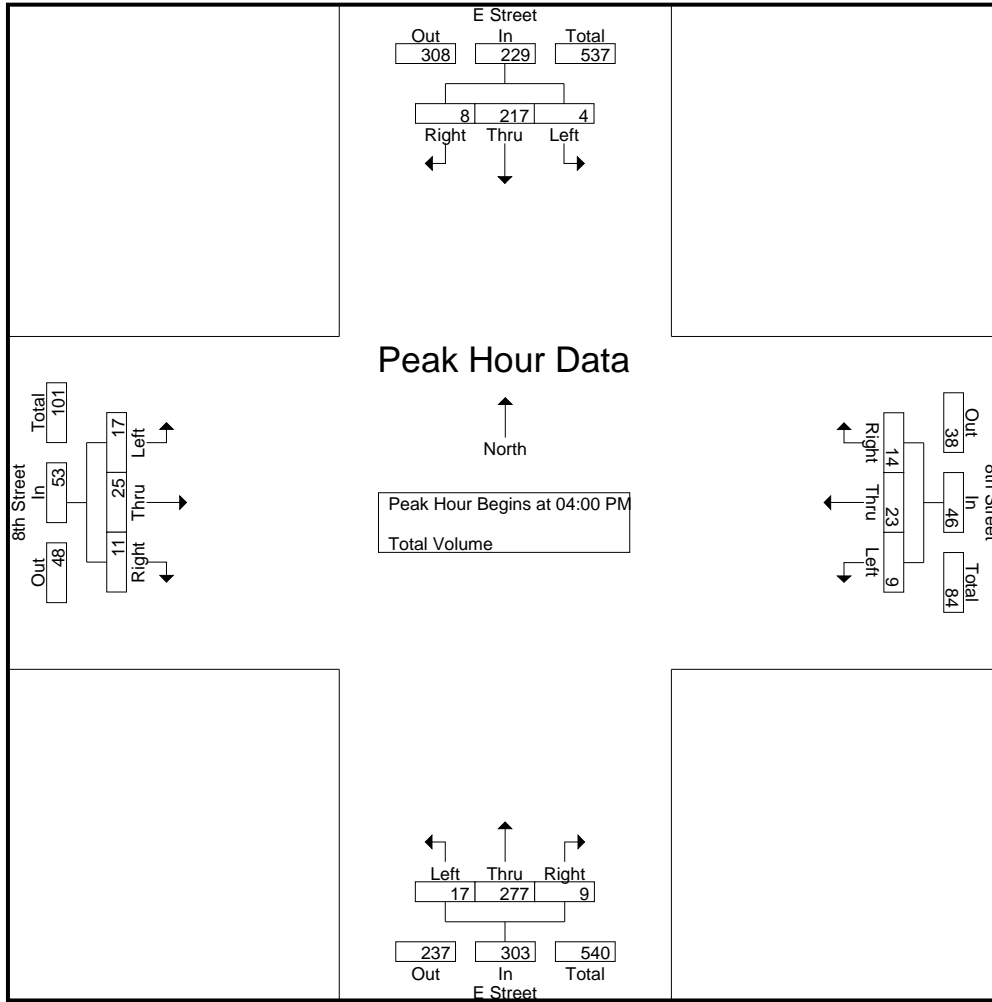 E Street
Out In Total
308 229 537
8 217 4
Right Thru Left
Peak Hour Data
North
Peak Hour Begins at 04:00 PM
Total Volume
8th Street
Out In Total
48 53 101
Left Thru Right
17 25 11
8th Street
Out In Total
38 46 84
Right Thru Left
14 23 9
Left Thru Right
17 277 9
237 303 540
Out In Total
E Street